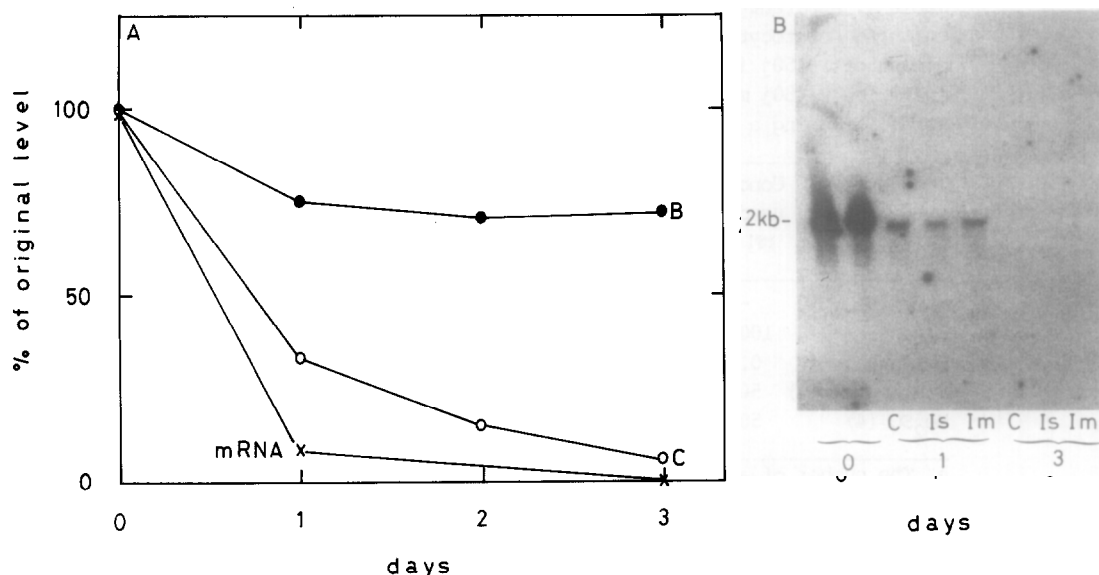 A
% of original level
100
50
0
B
C
mRNA
0 1 2 3
days
B
2kb-
C Is Im C Is Im
0 1 3
days